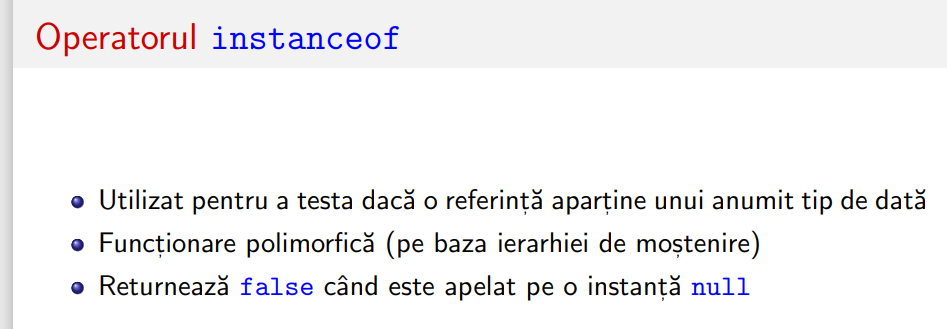 Operatorul instanceof
Utilizat pentru a testa dacă o referință aparține unui anumit tip de dată
Funcționare polimorfică (pe baza ierarhiei de moștenire)
Returnează false când este apelat pe o instanță null